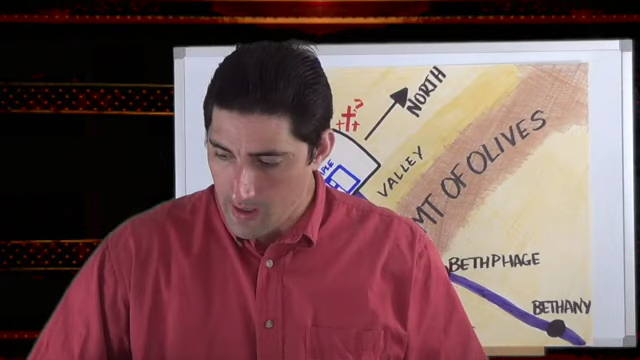 NORTH
VALLEY
MT OF OLIVES
BETHPHAGE
BETHANY